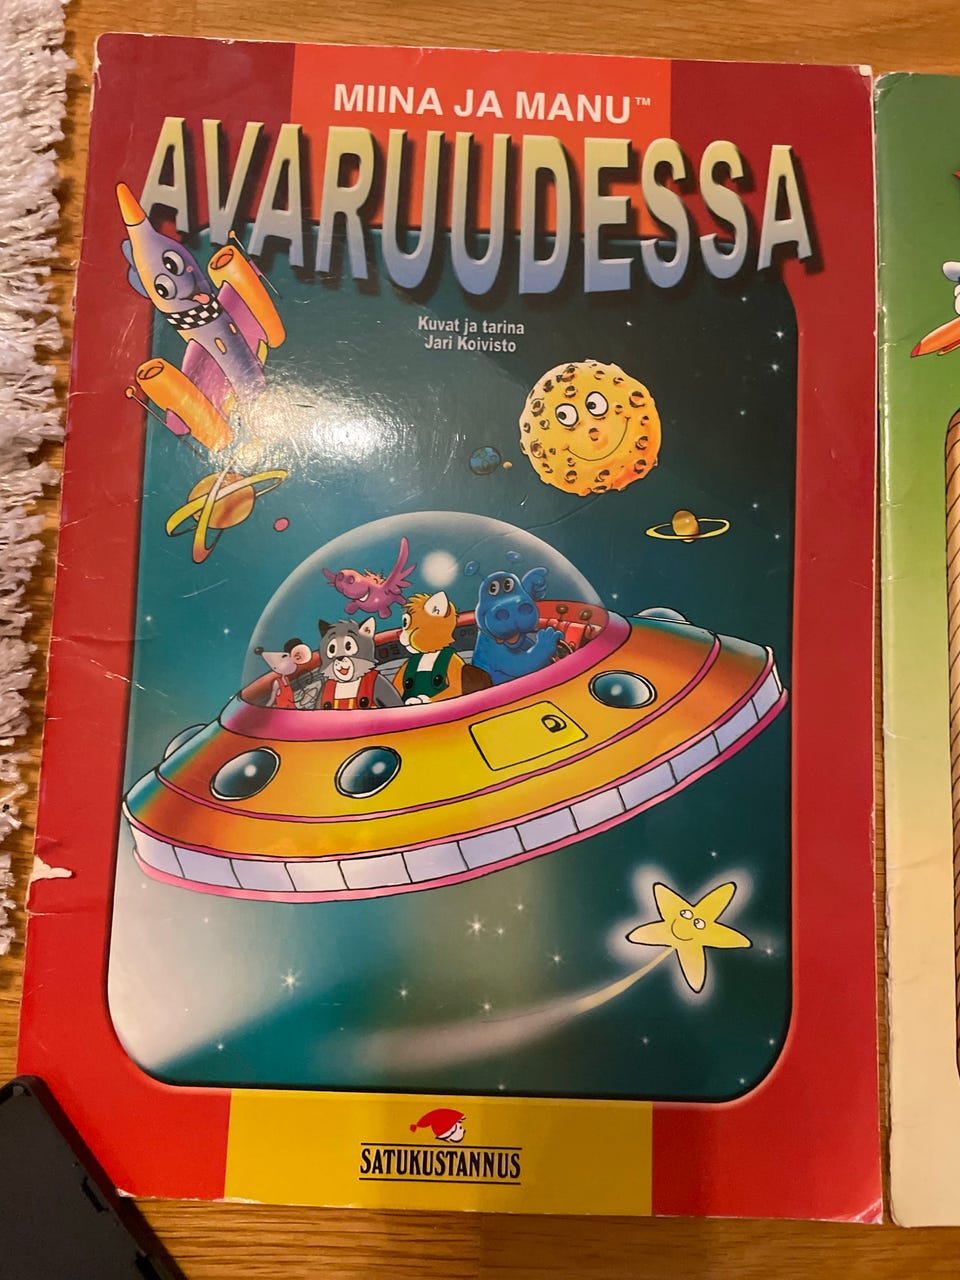 MIINA JA MANU™
AVARUUDESSA
Kuvat ja tarina
Jari Koivisto
SATUKUSTANNUS